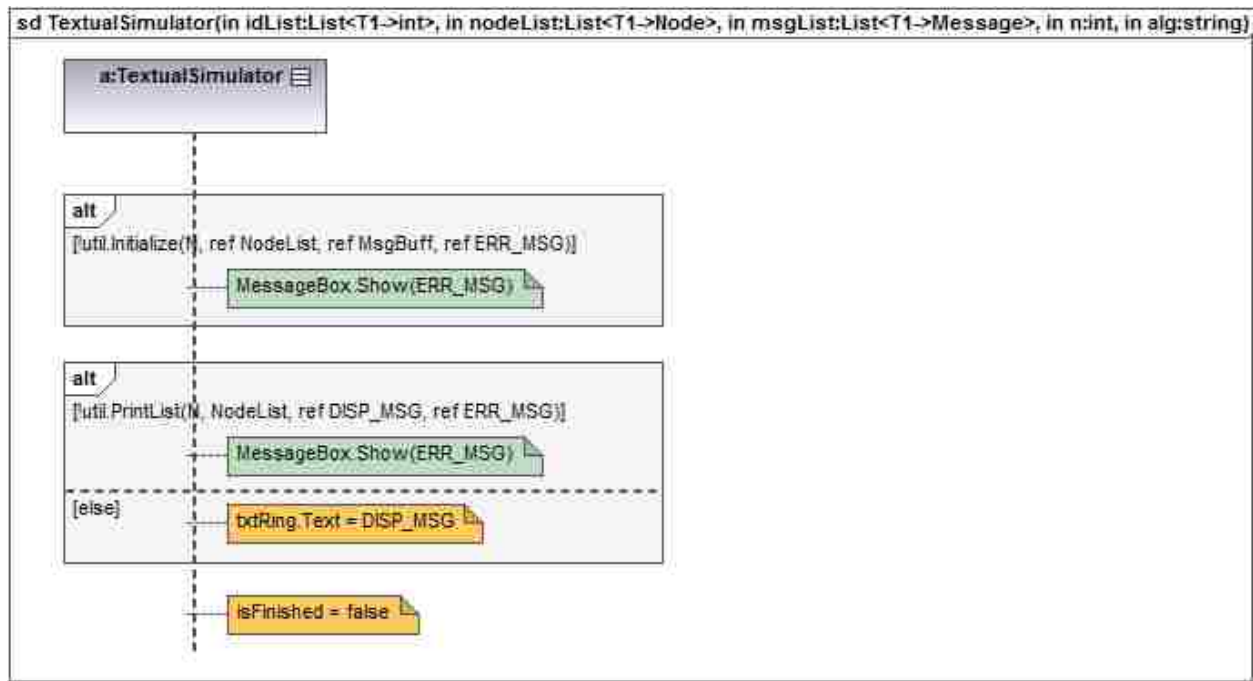 sd TextualSimulator(in idList:List<T1->int>, in nodeList:List<T1->Node>, in msgList:List<T1->Message>, in n:int, in alg:string)
a:TextualSimulator
alt
[!util.Initialize(N, ref NodeList, ref MsgBuff, ref ERR_MSG)]
MessageBox.Show(ERR_MSG)
alt
[!util.PrintList(N, NodeList, ref DISP_MSG, ref ERR_MSG)]
MessageBox.Show(ERR_MSG)
[else]
txtRing.Text = DISP_MSG
isFinished = false